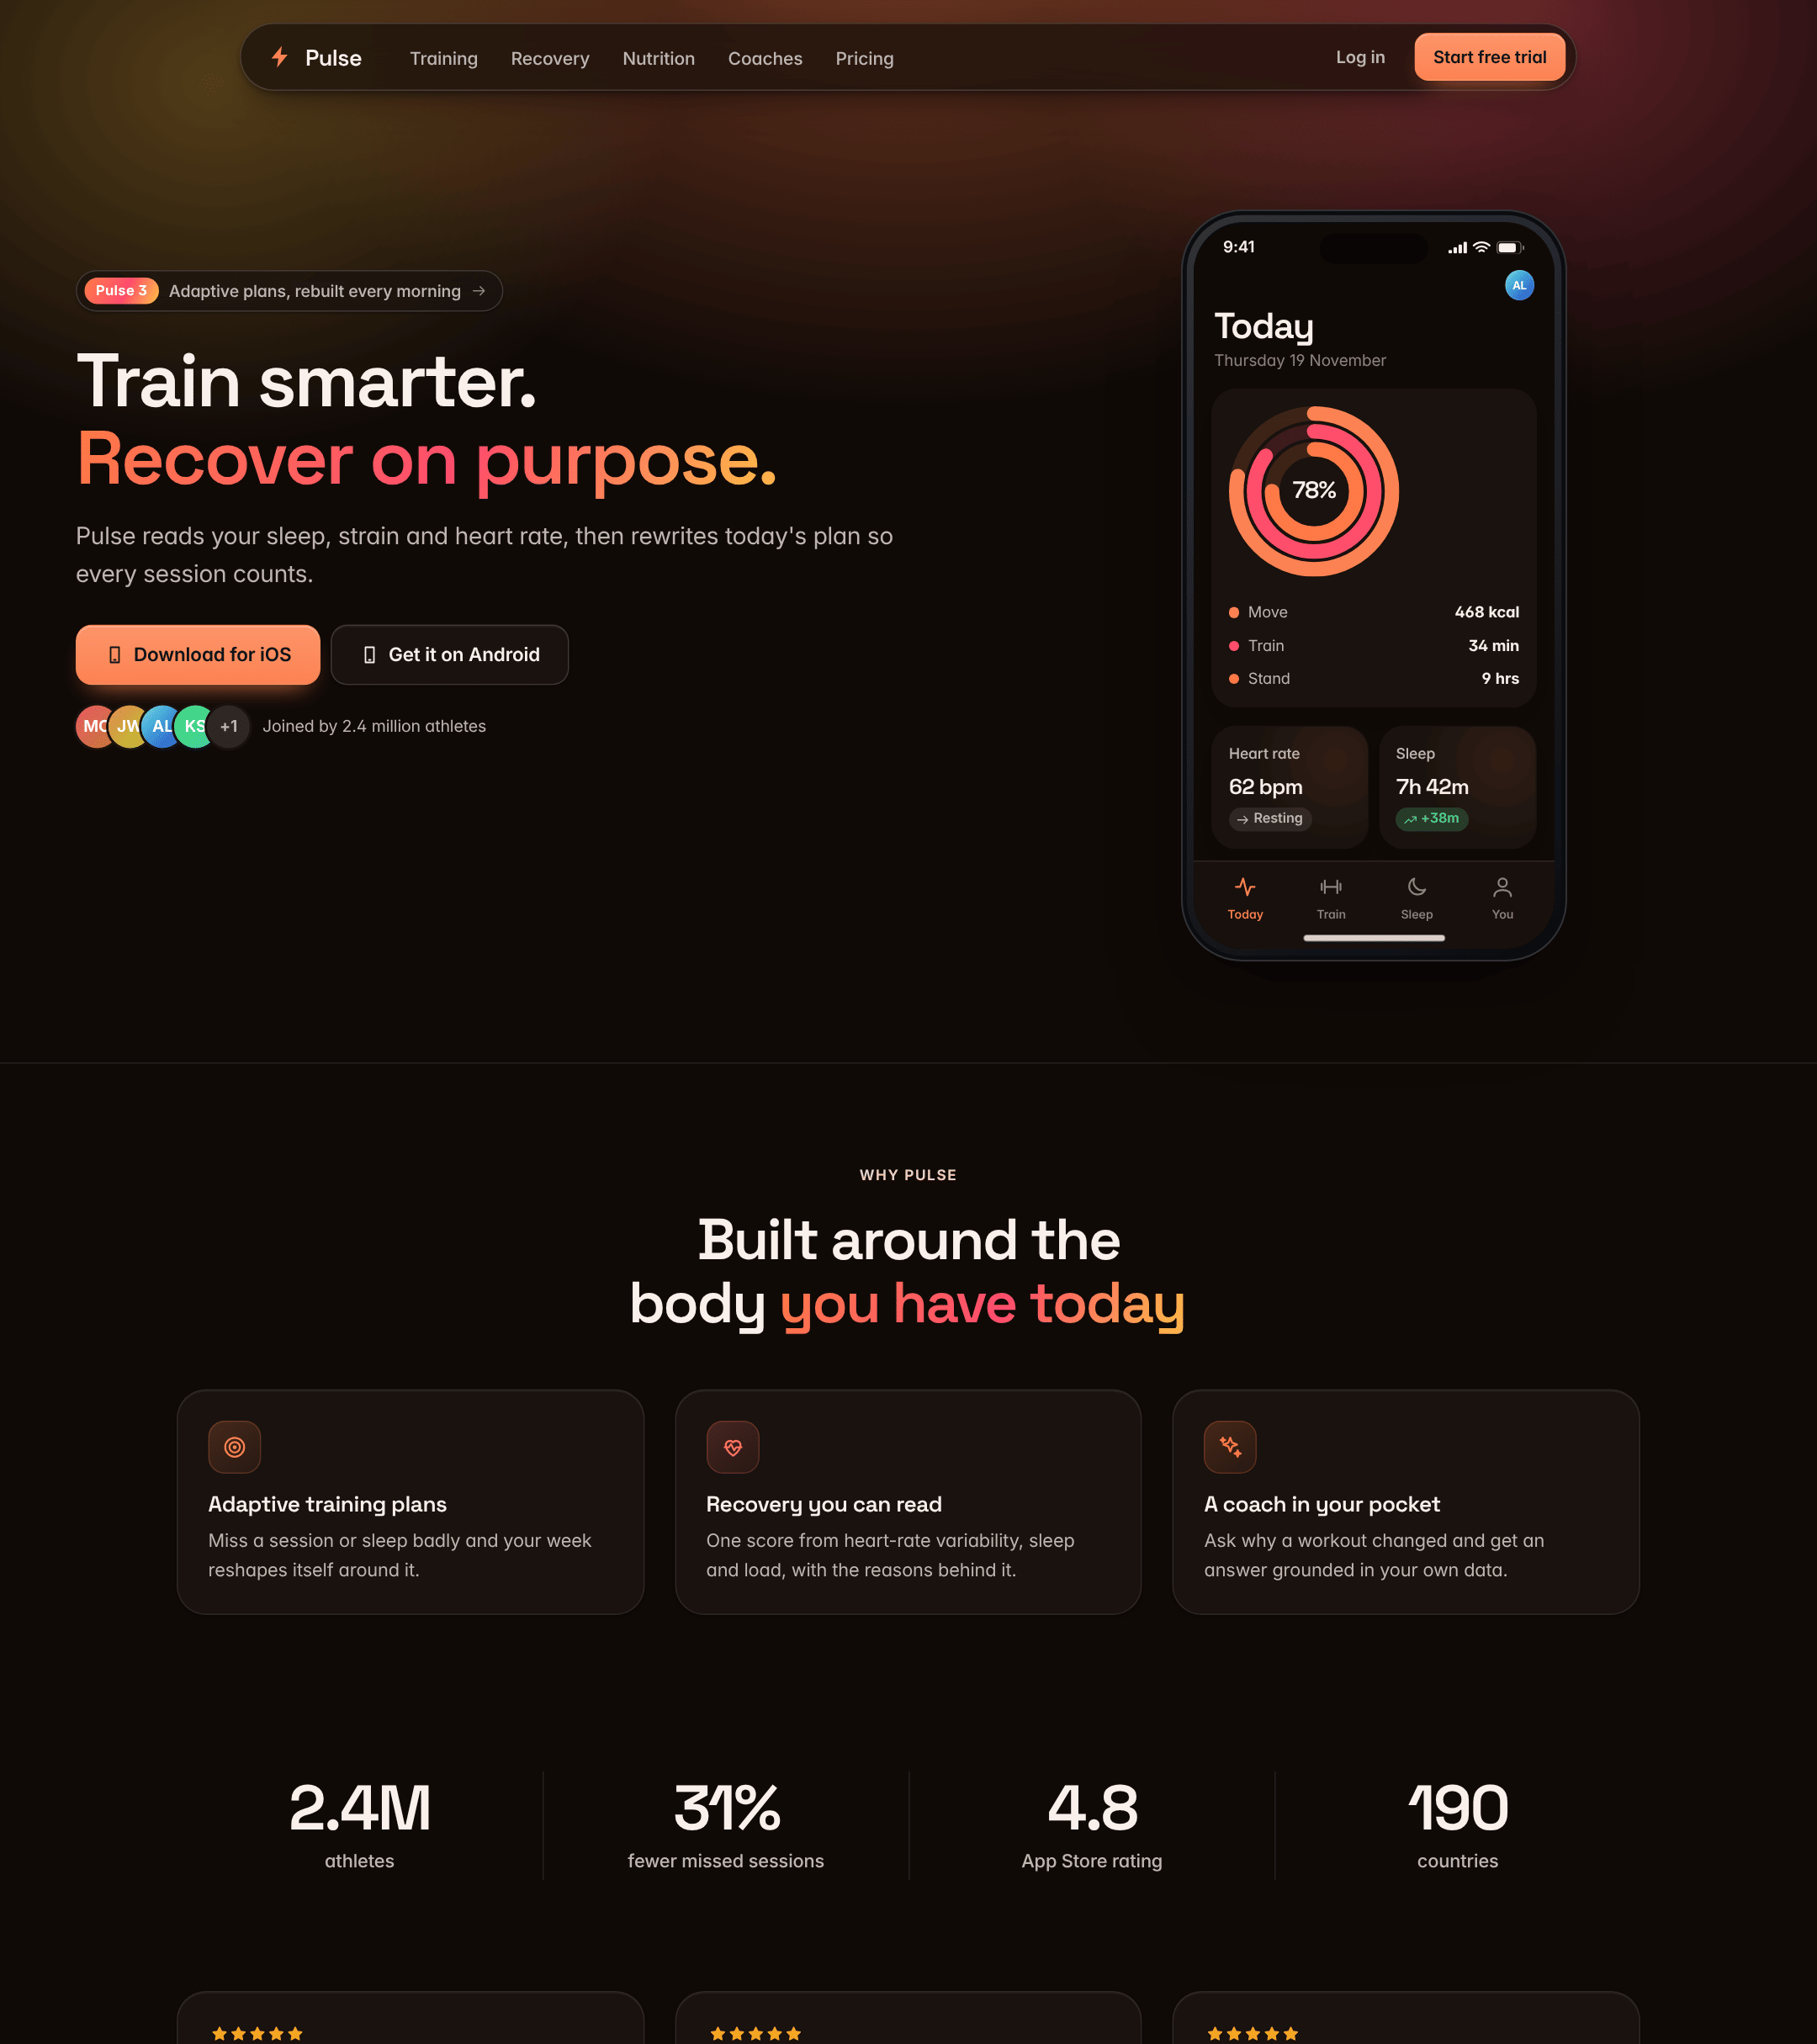 Pulse
Training
Recovery
Nutrition
Coaches
Pricing
Log in
Start free trial
Pulse 3
Adaptive plans, rebuilt every morning
Train smarter.
Recover on purpose.
Pulse reads your sleep, strain and heart rate, then rewrites today's plan so
every session counts.
Download for iOS
Get it on Android
MC JW AL KS +1
Joined by 2.4 million athletes
9:41
AL
Today
Thursday 19 November
78%
Move 468 kcal
Train 34 min
Stand 9 hrs
Heart rate
62 bpm
Resting
Sleep
7h 42m
+38m
Today
Train
Sleep
You
WHY PULSE
Built around the
body you have today
Adaptive training plans
Miss a session or sleep badly and your week
reshapes itself around it.
Recovery you can read
One score from heart-rate variability, sleep
and load, with the reasons behind it.
A coach in your pocket
Ask why a workout changed and get an
answer grounded in your own data.
2.4M
athletes
31%
fewer missed sessions
4.8
App Store rating
190
countries